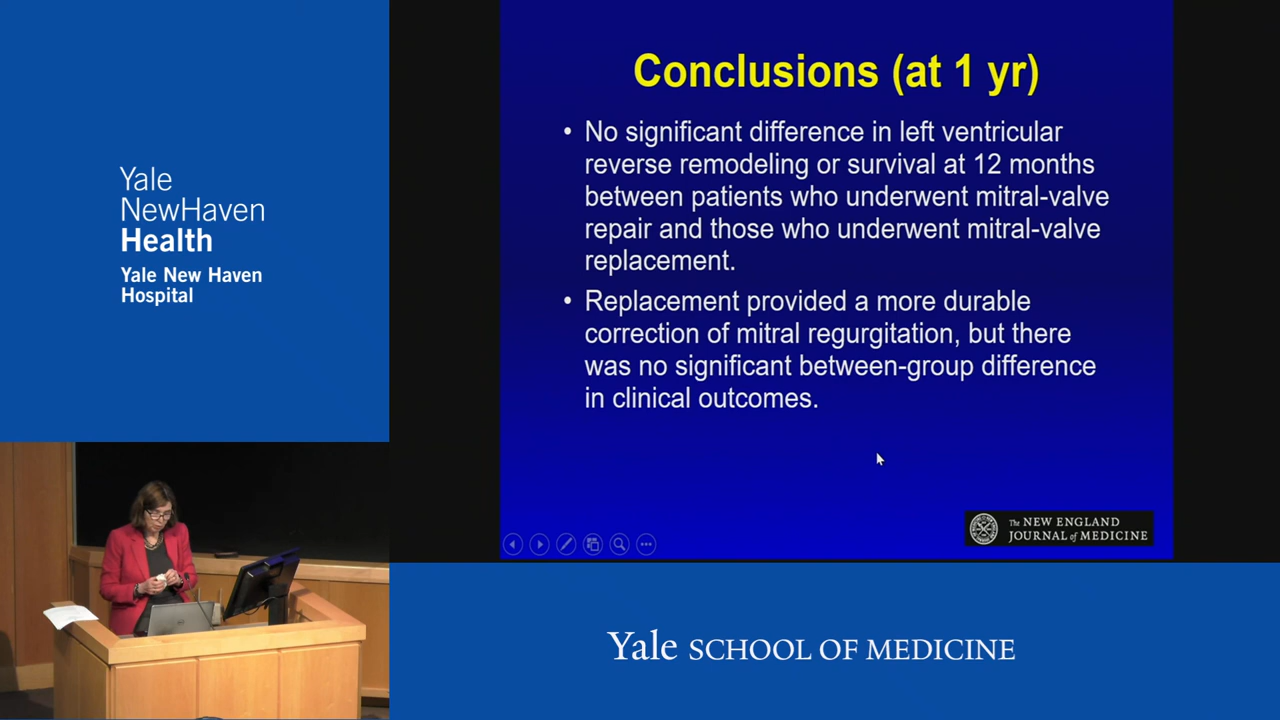 Yale
NewHaven
Health
Yale New Haven
Hospital
Conclusions (at 1 yr)
• No significant difference in left ventricular
reverse remodeling or survival at 12 months
between patients who underwent mitral-valve
repair and those who underwent mitral-valve
replacement.
• Replacement provided a more durable
correction of mitral regurgitation, but there
was no significant between-group difference
in clinical outcomes.
The NEW ENGLAND
JOURNAL of MEDICINE
Yale SCHOOL OF MEDICINE